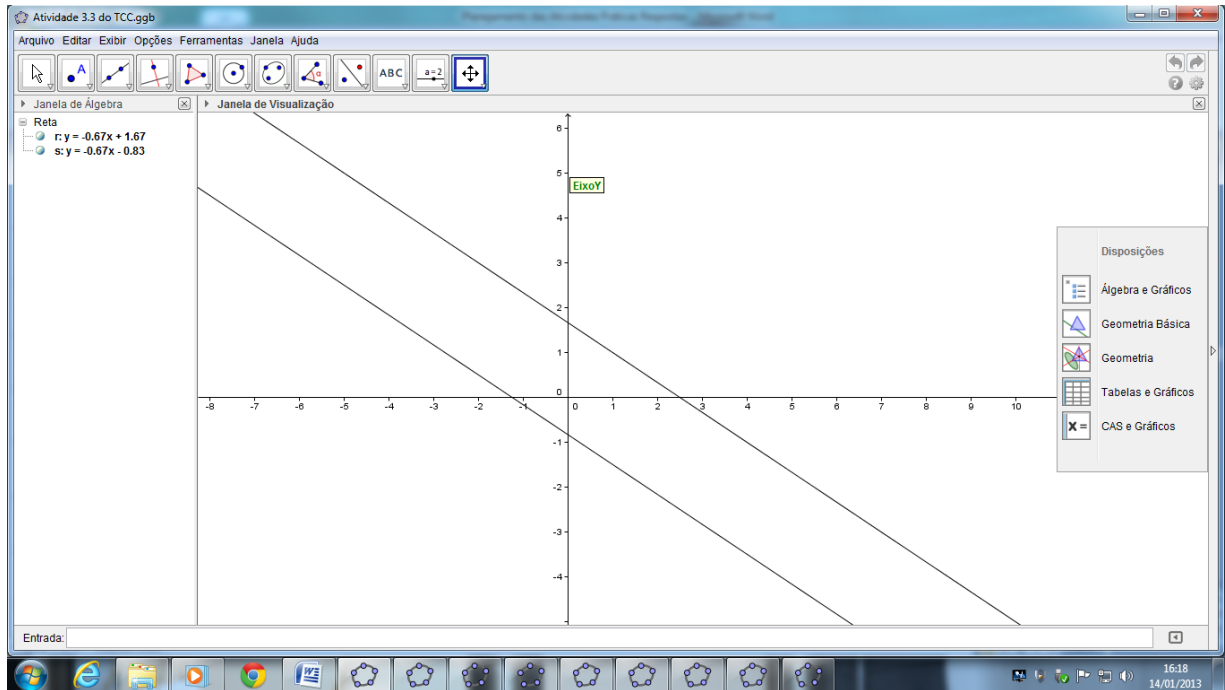 Atividade 3.3 do TCC.ggb
Arquivo Editar Exibir Opções Ferramentas Janela Ajuda
A
α
ABC
a=2
Janela de Álgebra
Janela de Visualização
Reta
r: y = -0.67x + 1.67
s: y = -0.67x - 0.83
6
5
EixoY
4
3
2
1
0
-8 -7 -6 -5 -4 -3 -2 -1 0 1 2 3 4 5 6 7 8 9 10
-1
-2
-3
-4
Disposições
Álgebra e Gráficos
Geometria Básica
Geometria
Tabelas e Gráficos
X =
CAS e Gráficos
Entrada:
16:18
14/01/2013